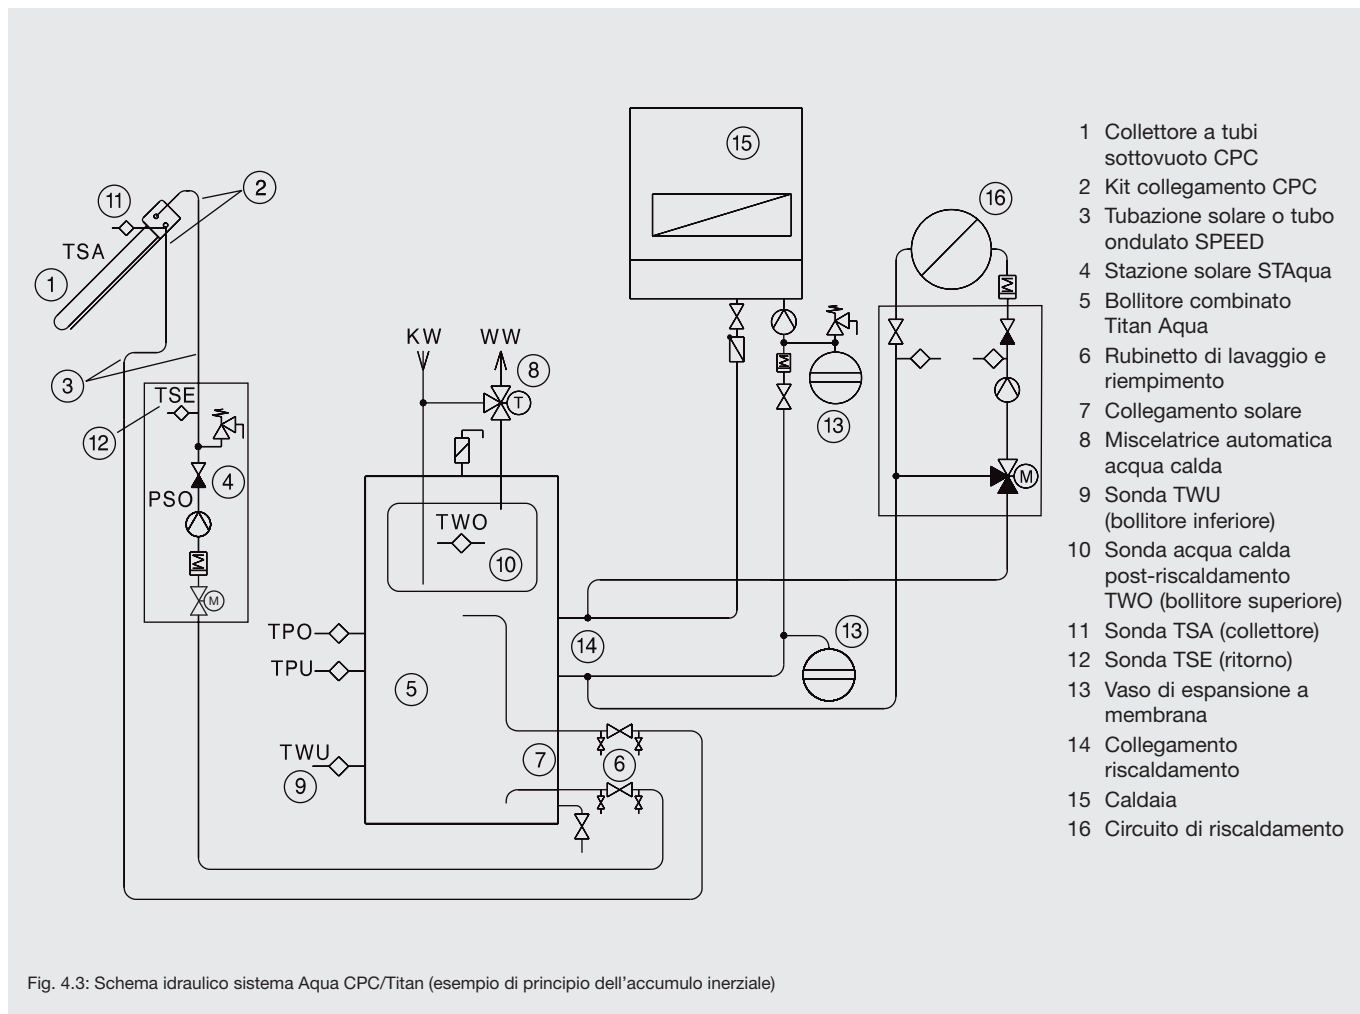 15
16
11
2
TSA
1
KW
WW
8
T
3
TSE
13
12
4
M
PSO
TWO
10
M
TPO
14
13
TPU
5
TWU
7
6
9
1 Collettore a tubi
sottovuoto CPC
2 Kit collegamento CPC
3 Tubazione solare o tubo
ondulato SPEED
4 Stazione solare STAqua
5 Bollitore combinato
Titan Aqua
6 Rubinetto di lavaggio e
riempimento
7 Collegamento solare
8 Miscelatrice automatica
acqua calda
9 Sonda TWU
(bollitore inferiore)
10 Sonda acqua calda
post-riscaldamento
TWO (bollitore superiore)
11 Sonda TSA (collettore)
12 Sonda TSE (ritorno)
13 Vaso di espansione a
membrana
14 Collegamento
riscaldamento
15 Caldaia
16 Circuito di riscaldamento
Fig. 4.3: Schema idraulico sistema Aqua CPC/Titan (esempio di principio dell'accumulo inerziale)